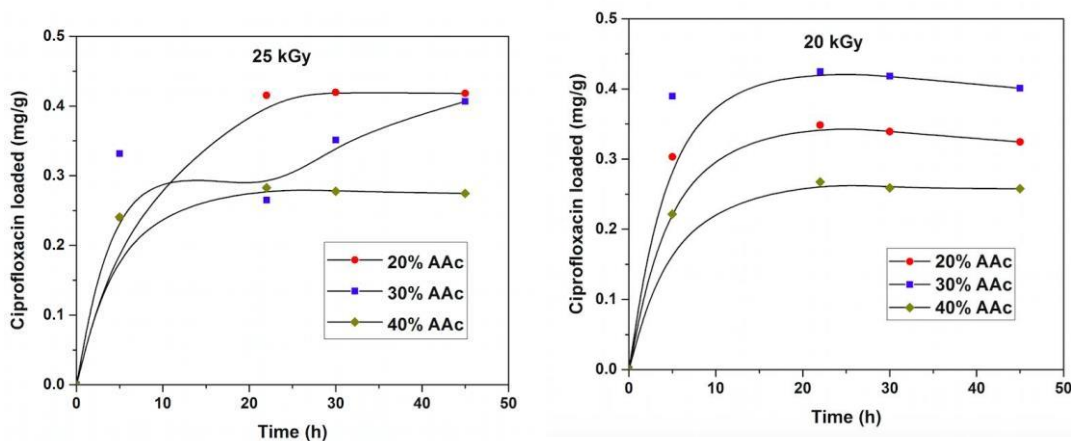 25 kGy
Ciprofloxacin loaded (mg/g)
0.5
0.4
0.3
0.2
0.1
0.0
20% AAc
30% AAc
40% AAc
0 10 20 30 40 50
Time (h)
20 kGy
Ciprofloxacin loaded (mg/g)
0.5
0.4
0.3
0.2
0.1
0.0
20% AAc
30% AAc
40% AAc
0 10 20 30 40 50
Time (h)